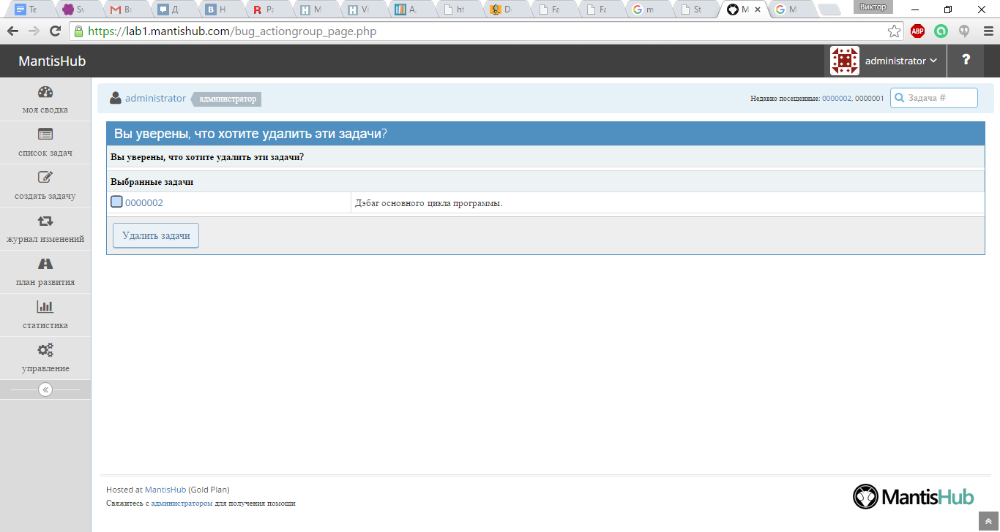 Te
Sv
Вх
Д
Н
Ра
М
Vi
A
ht
D
Fa
Fa
m
St
M
M
Виктор
https://lab1.mantishub.com/bug_actiongroup_page.php
ABP
MantisHub
administrator
?
моя сводка
список задач
создать задачу
журнал изменений
план развития
статистика
управление
administrator администратор
Недавно посещенные: 0000002, 0000001
Задача #
Вы уверены, что хотите удалить эти задачи?
Вы уверены, что хотите удалить эти задачи?
Выбранные задачи
0000002 Дэбаг основного цикла программы.
Удалить задачи
Hosted at MantisHub (Gold Plan)
Свяжитесь с администратором для получения помощи
MantisHub